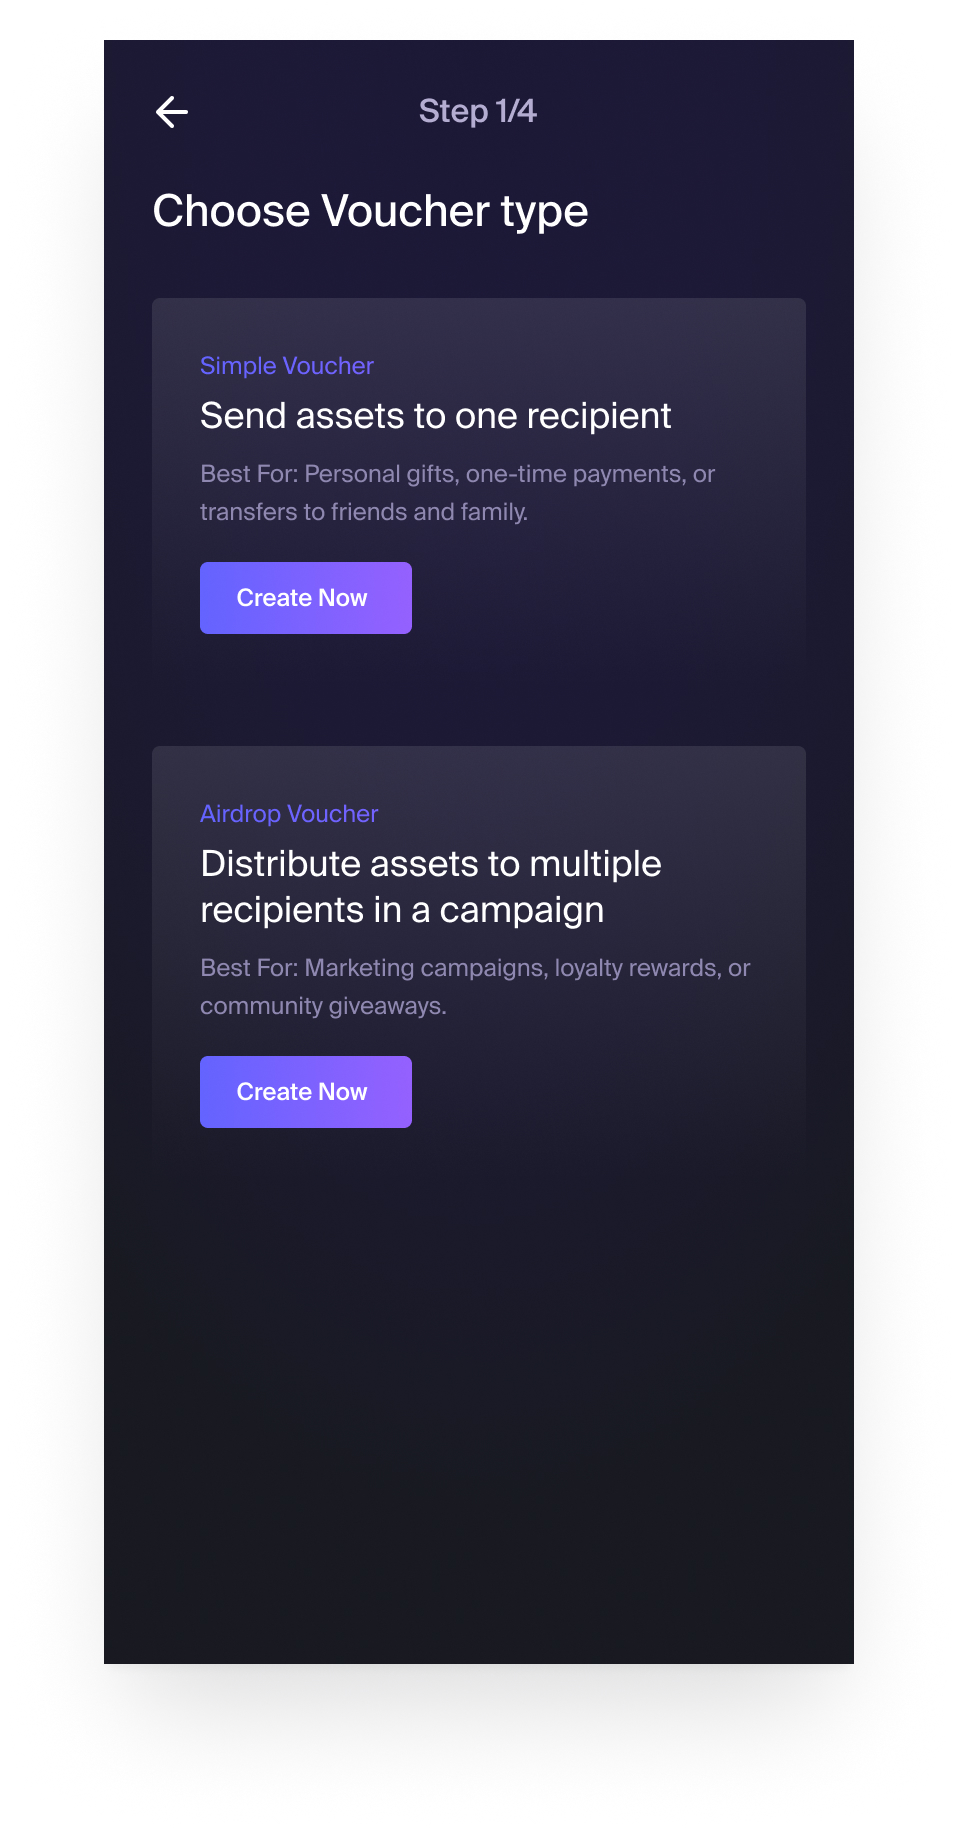 Step 1/4
Choose Voucher type
Simple Voucher
Send assets to one recipient
Best For: Personal gifts, one-time payments, or
transfers to friends and family.
Create Now
Airdrop Voucher
Distribute assets to multiple
recipients in a campaign
Best For: Marketing campaigns, loyalty rewards, or
community giveaways.
Create Now